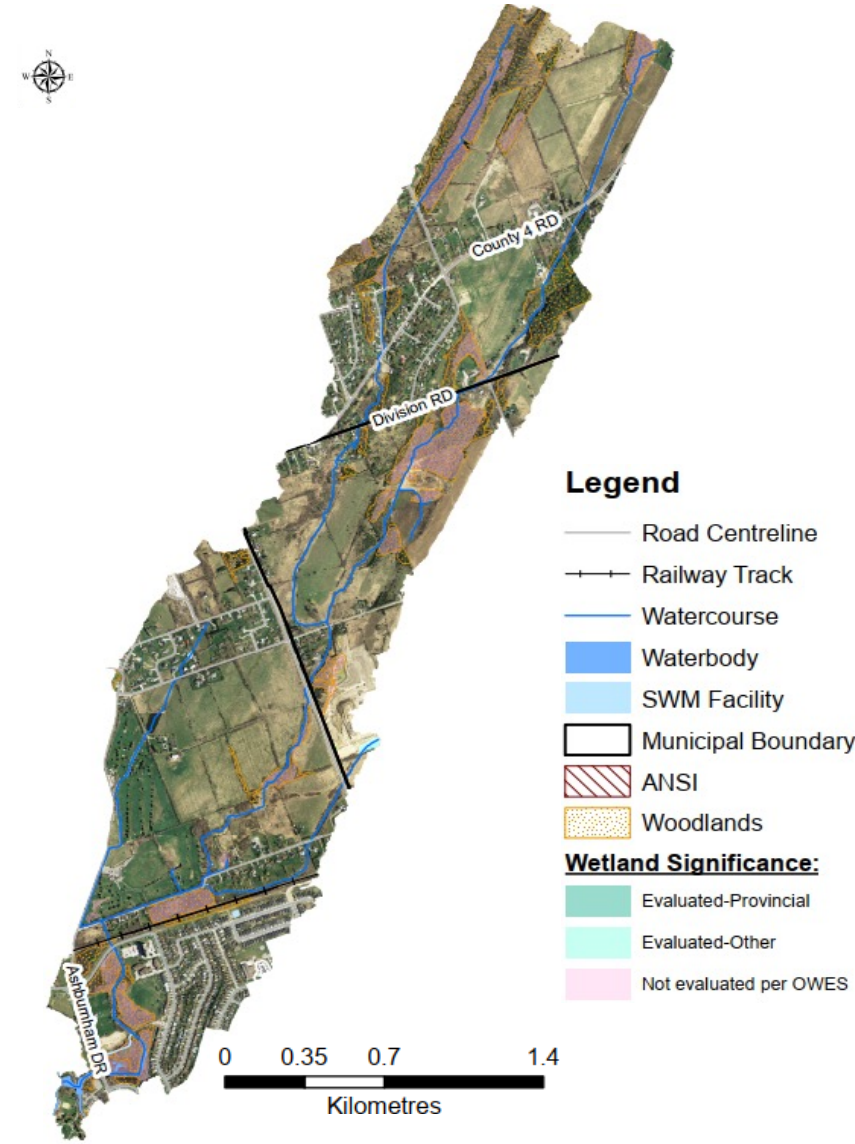 N
W E
S
County 4 RD
Division RD
Ashburnham DR
Legend
Road Centreline
Railway Track
Watercourse
Waterbody
SWM Facility
Municipal Boundary
ANSI
Woodlands
Wetland Significance:
Evaluated-Provincial
Evaluated-Other
Not evaluated per OWES
0 0.35 0.7 1.4
Kilometres